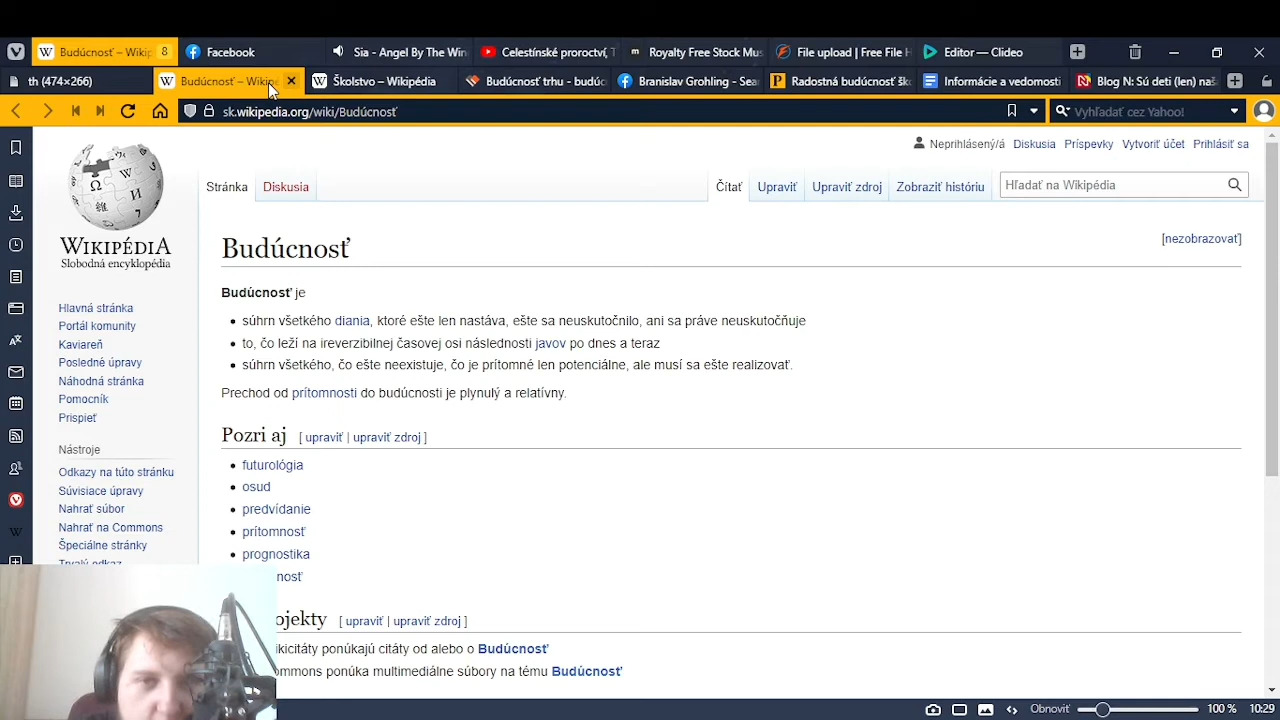 Budúcnosť – Wikip 8 Facebook Sia - Angel By The Win Celestínské proroctví, T Royalty Free Stock Mus File upload | Free File H Editor — Clideo
th (474×266) Budúcnosť – Wikipe Školstvo – Wikipédia Budúcnosť trhu - budúc Branislav Grohling - Sear Radostná budúcnosť sk Informácie a vedomosti Blog N: Sú deti (len) naš
sk.wikipedia.org/wiki/Budúcnosť Vyhľadať cez Yahoo!
Neprihlásený/á Diskusia Príspevky Vytvoriť účet Prihlásiť sa
Stránka Diskusia Čítať Upraviť Upraviť zdroj Zobraziť históriu Hľadať na Wikipédia
WIKIPÉDIA
Slobodná encyklopédia
Hlavná stránka
Portál komunity
Kaviareň
Posledné úpravy
Náhodná stránka
Pomocník
Prispieť
Nástroje
Odkazy na túto stránku
Súvisiace úpravy
Nahrať súbor
Nahrať na Commons
Špeciálne stránky
Trvalý odkaz
Budúcnosť
[nezobrazovať]
Budúcnosť je
súhrn všetkého diania, ktoré ešte len nastáva, ešte sa neuskutočnilo, ani sa práve neuskutočňuje
to, čo leží na ireverzibilnej časovej osi následnosti javov po dnes a teraz
súhrn všetkého, čo ešte neexistuje, čo je prítomné len potenciálne, ale musí sa ešte realizovať.
Prechod od prítomnosti do budúcnosti je plynulý a relatívny.
Pozri aj [ upraviť | upraviť zdroj ]
futurológia
osud
predvídanie
prítomnosť
prognostika
nosť
ojekty [ upraviť | upraviť zdroj ]
ikicitáty ponúkajú citáty od alebo o Budúcnosť
mmons ponúka multimediálne súbory na tému Budúcnosť
Obnoviť 100 % 10:29